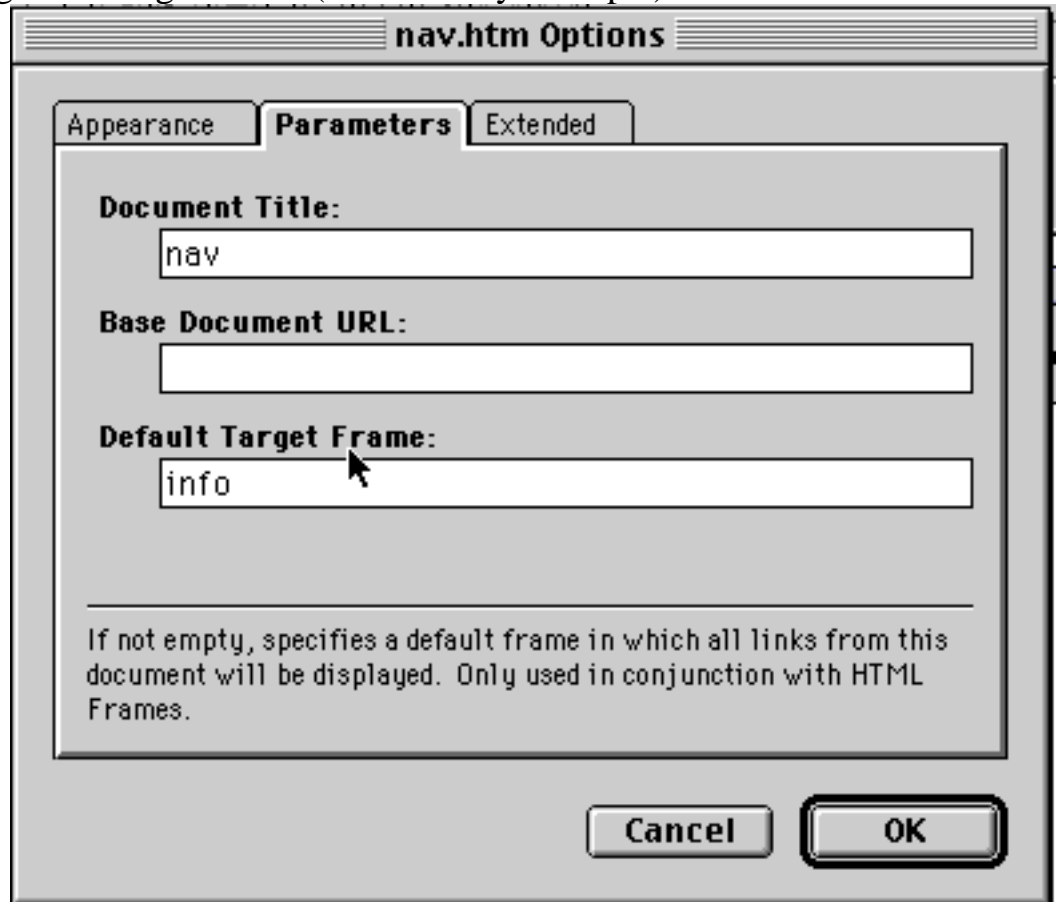 nav.htm Options
Appearance Parameters Extended
Document Title:
nav
Base Document URL:
Default Target Frame:
info
If not empty, specifies a default frame in which all links from this
document will be displayed. Only used in conjunction with HTML
Frames.
Cancel OK